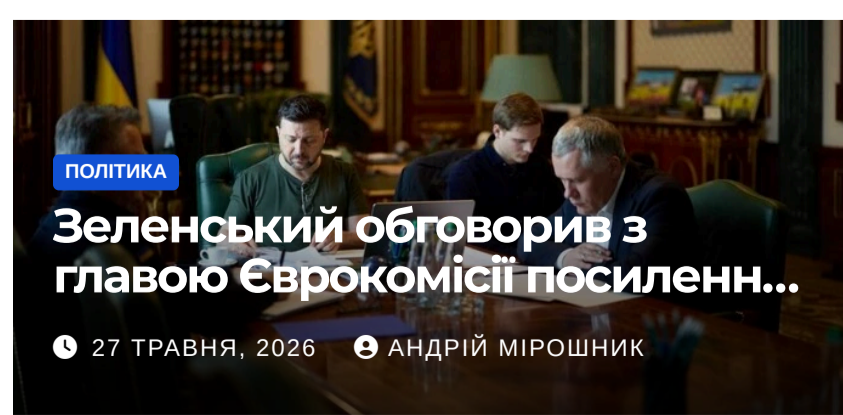 ПОЛІТИКА
Зеленський обговорив з
главою Єврокомісії посиленн...
27 ТРАВНЯ, 2026 АНДРІЙ МІРОШНИК